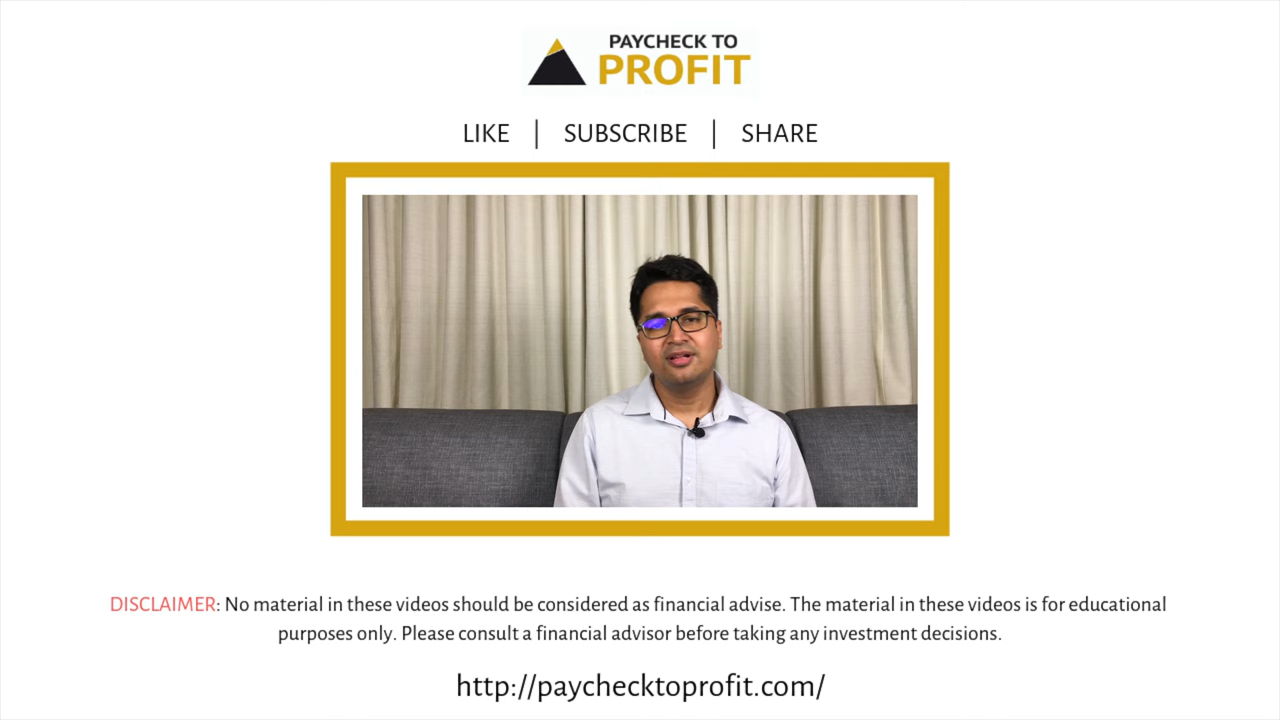 PAYCHECK TO
PROFIT
LIKE | SUBSCRIBE | SHARE
DISCLAIMER: No material in these videos should be considered as financial advise. The material in these videos is for educational
purposes only. Please consult a financial advisor before taking any investment decisions.
http://paychecktoprofit.com/